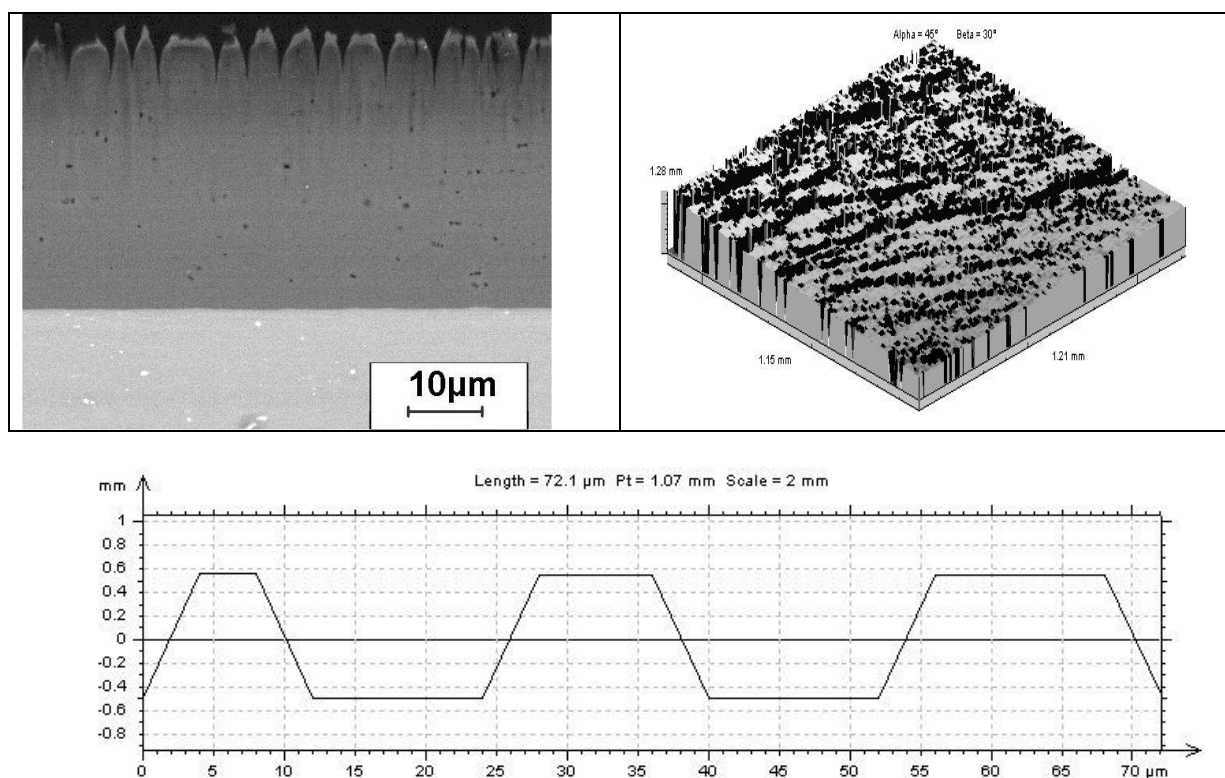 10µm
Alpha = 45° Beta = 30°
1.28 mm
1.15 mm
1.21 mm
Length = 72.1 µm Pt = 1.07 mm Scale = 2 mm
mm
1
0.8
0.6
0.4
0.2
0
-0.2
-0.4
-0.6
-0.8
0 5 10 15 20 25 30 35 40 45 50 55 60 65 70 µm